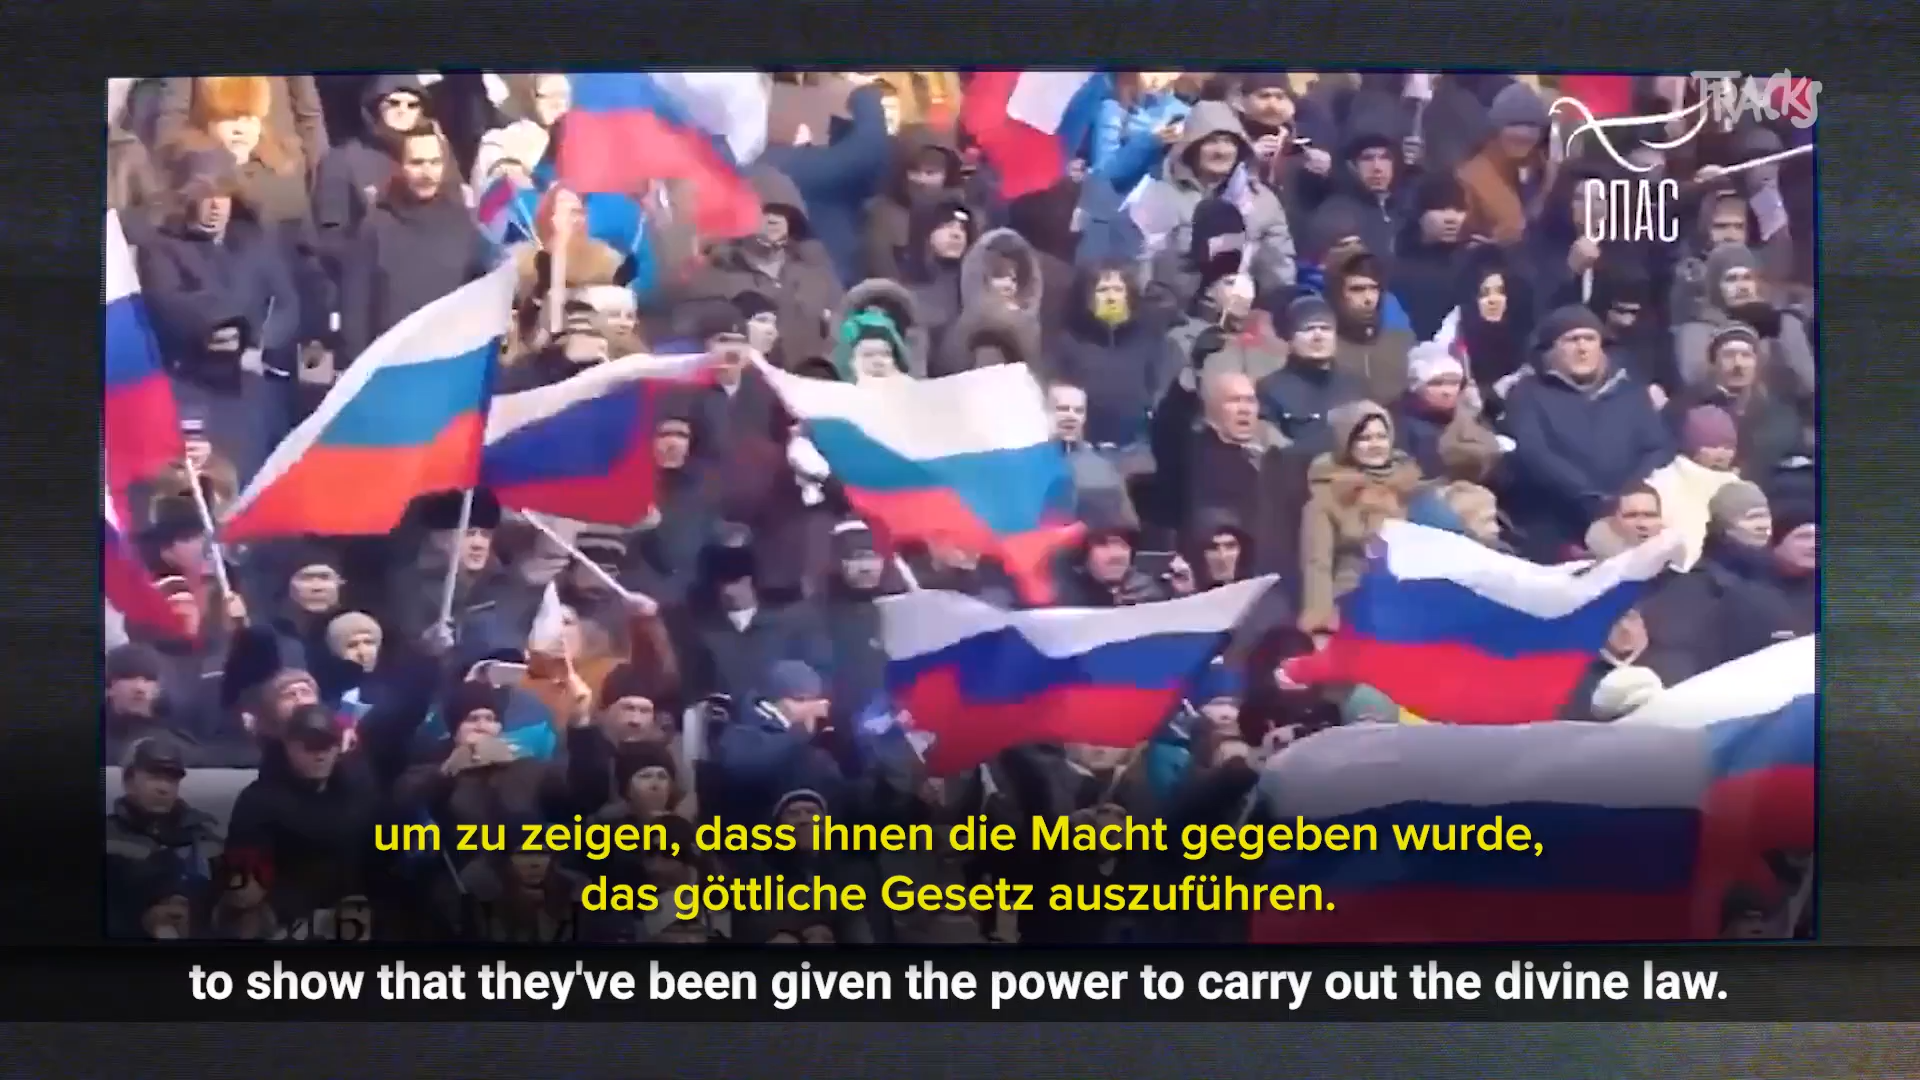 TRACKS
СПАС
um zu zeigen, dass ihnen die Macht gegeben wurde,
das göttliche Gesetz auszuführen.
to show that they've been given the power to carry out the divine law.